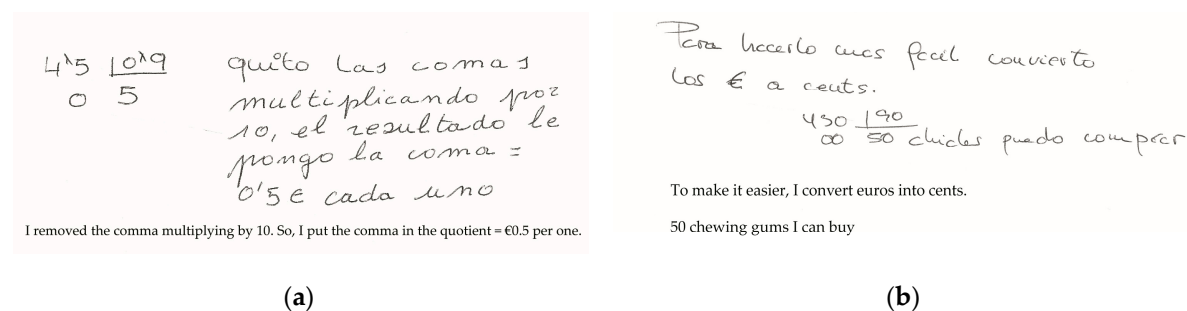 4'5 | 0'9
0 5
quito las comas
multiplicando por
10, el resultado le
pongo la coma =
0'5 € cada uno
I removed the comma multiplying by 10. So, I put the comma in the quotient = €0.5 per one.
(a)
Para hacerlo mas facil convierto
los € a cents.
450 | 90
00 50 chicles puedo comprar
To make it easier, I convert euros into cents.
50 chewing gums I can buy
(b)